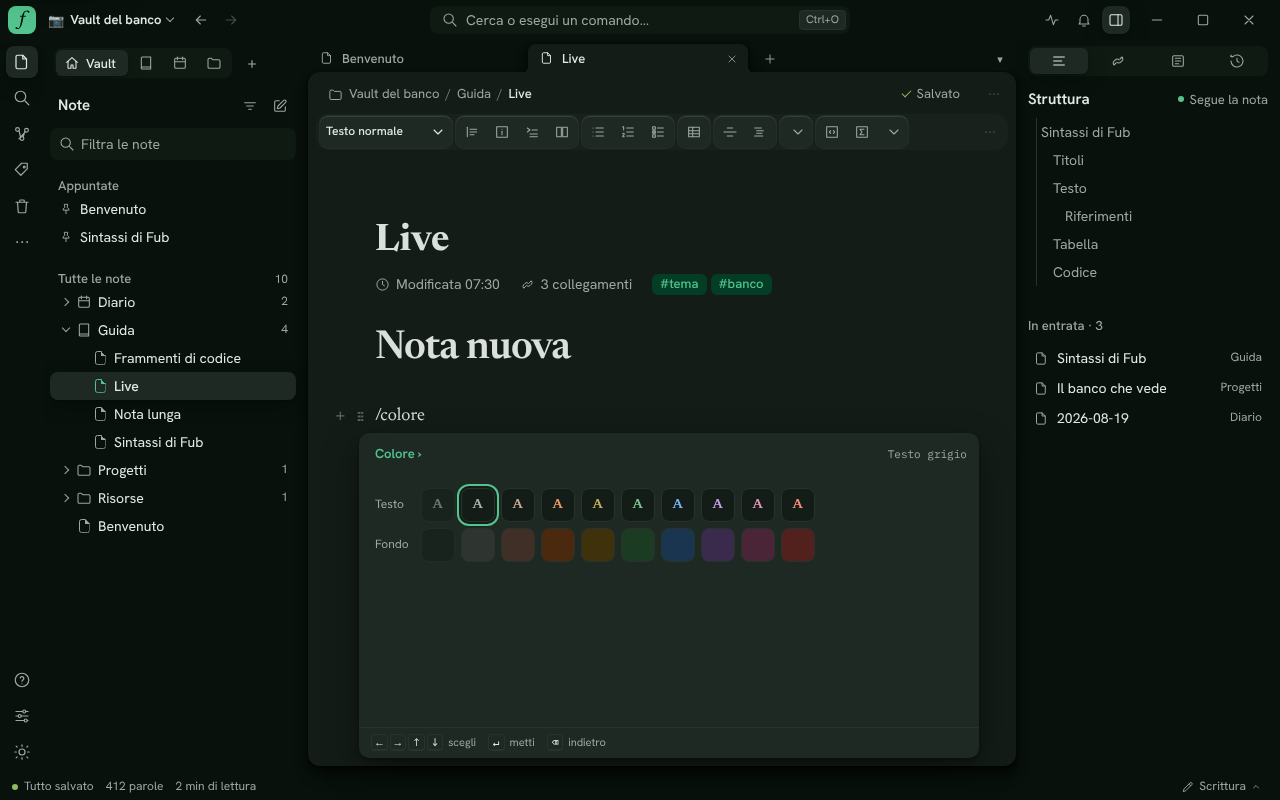 f Vault del banco
Cerca o esegui un comando...
Ctrl+O
Vault
Benvenuto
Live
Note
Filtra le note
Appuntate
Benvenuto
Sintassi di Fub
Tutte le note 10
Diario 2
Guida 4
Frammenti di codice
Live
Nota lunga
Sintassi di Fub
Progetti 1
Risorse 1
Benvenuto
Vault del banco / Guida / Live
Salvato
Testo normale
Live
Modificata 07:30
3 collegamenti
#tema #banco
Nota nuova
/colore
Colore ›
Testo grigio
Testo A A A A A A A A A A
Fondo
← → ↑ ↓ scegli ↵ metti ⌫ indietro
Struttura
Segue la nota
Sintassi di Fub
Titoli
Testo
Riferimenti
Tabella
Codice
In entrata · 3
Sintassi di Fub Guida
Il banco che vede Progetti
2026-08-19 Diario
Tutto salvato 412 parole 2 min di lettura
Scrittura